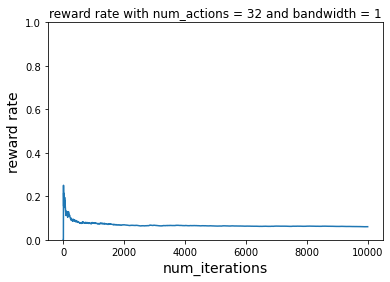 reward rate with num_actions = 32 and bandwidth = 1
1.0
0.8
0.6
0.4
0.2
0.0
reward rate
0 2000 4000 6000 8000 10000
num_iterations